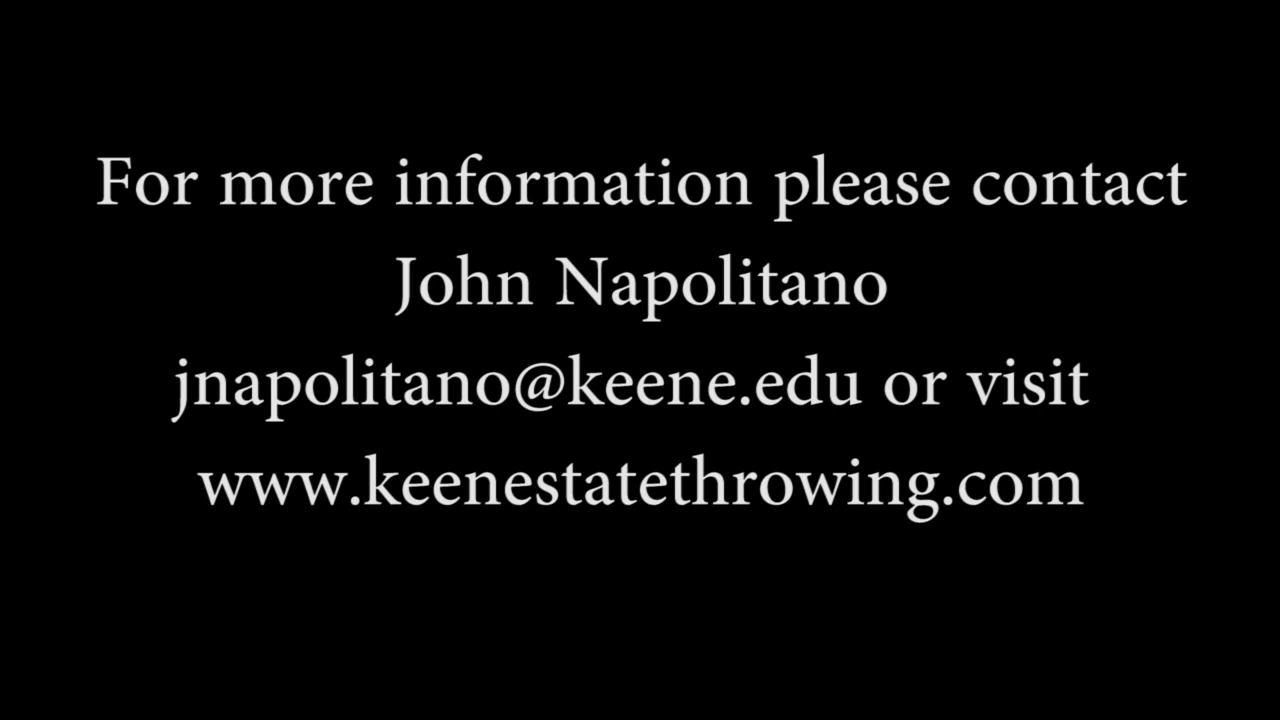 For more information please contact
John Napolitano
jnapolitano@keene.edu or visit
www.keenestatethrowing.com